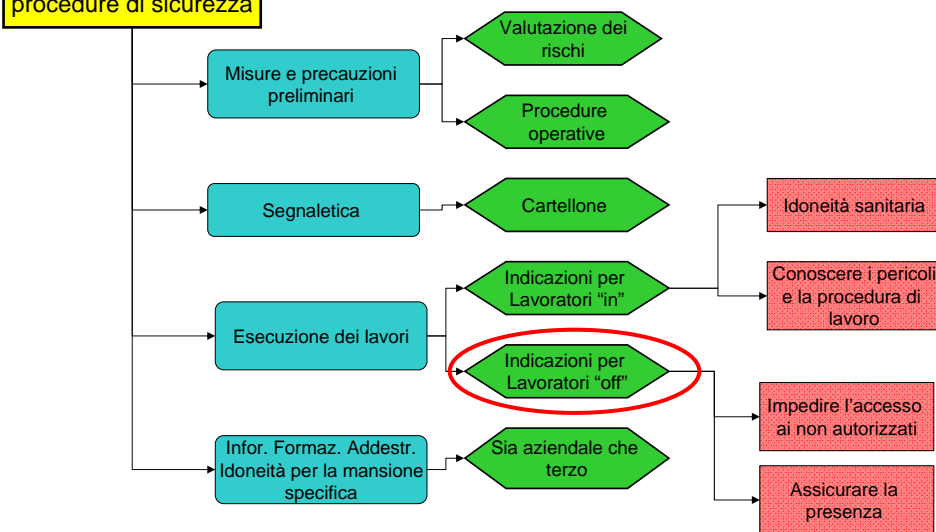 procedure di sicurezza
Valutazione dei
rischi
Misure e precauzioni
preliminari
Procedure
operative
Segnaletica
Cartellone
Idoneità sanitaria
Indicazioni per
Lavoratori “in”
Conoscere i pericoli
e la procedura di
lavoro
Esecuzione dei lavori
Indicazioni per
Lavoratori “off”
Impedire l’accesso
ai non autorizzati
Infor. Formaz. Addestr.
Idoneità per la mansione
specifica
Sia aziendale che
terzo
Assicurare la
presenza